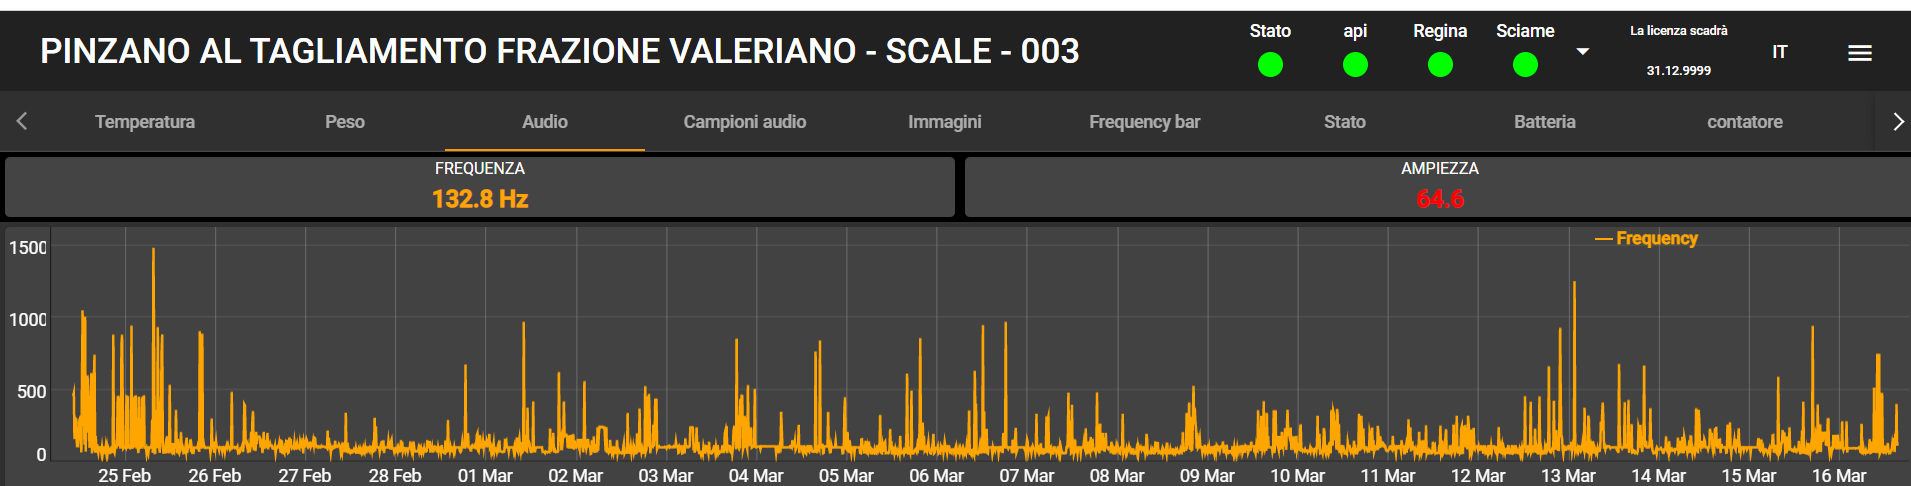 PINZANO AL TAGLIAMENTO FRAZIONE VALERIANO - SCALE - 003
Stato api Regina Sciame
La licenza scadrà
31.12.9999
IT
Temperatura Peso Audio Campioni audio Immagini Frequency bar Stato Batteria contatore
FREQUENZA
132.8 Hz
AMPIEZZA
64.6
Frequency
1500
1000
500
0
25 Feb 26 Feb 27 Feb 28 Feb 01 Mar 02 Mar 03 Mar 04 Mar 05 Mar 06 Mar 07 Mar 08 Mar 09 Mar 10 Mar 11 Mar 12 Mar 13 Mar 14 Mar 15 Mar 16 Mar